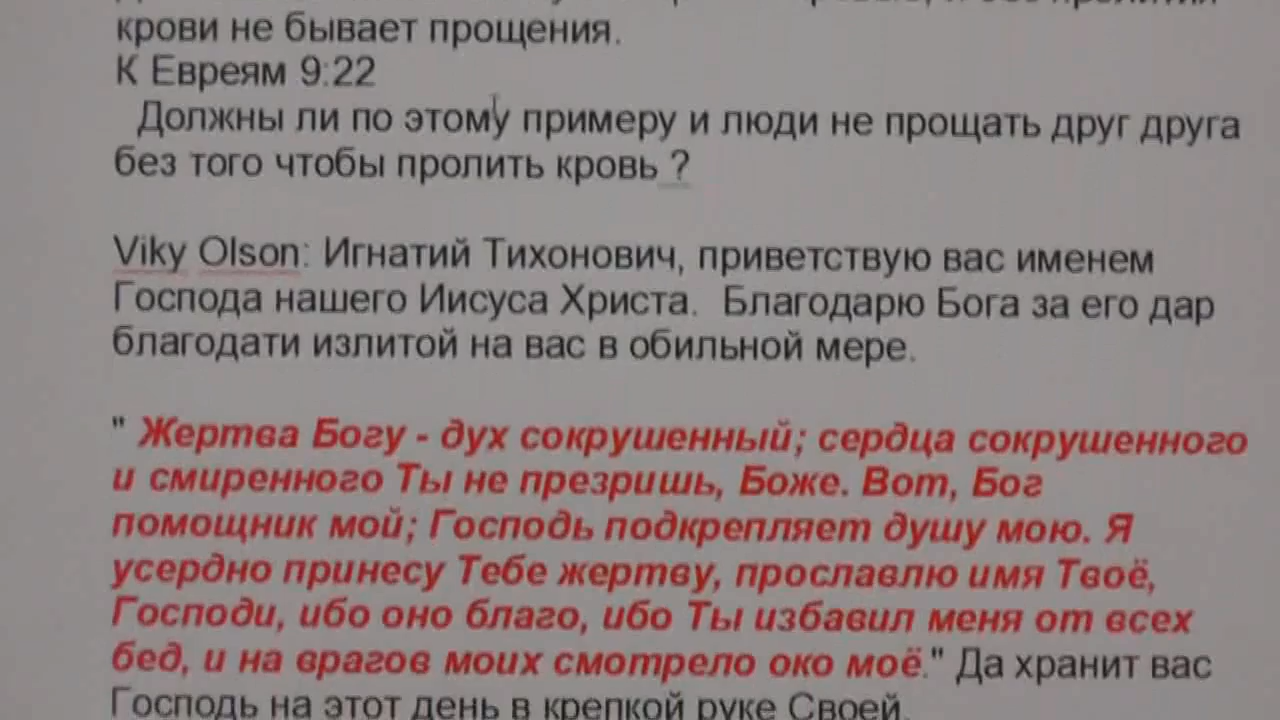 крови не бывает прощения.
К Евреям 9:22
Должны ли по этому примеру и люди не прощать друг друга
без того чтобы пролить кровь ?
Viky Olson: Игнатий Тихонович, приветствую вас именем
Господа нашего Иисуса Христа. Благодарю Бога за его дар
благодати излитой на вас в обильной мере.
" Жертва Богу - дух сокрушенный; сердца сокрушенного
и смиренного Ты не презришь, Боже. Вот, Бог
помощник мой; Господь подкрепляет душу мою. Я
усердно принесу Тебе жертву, прославлю имя Твоё,
Господи, ибо оно благо, ибо Ты избавил меня от всех
бед, и на врагов моих смотрело око моё." Да хранит вас
Господь на этот день в крепкой руке Своей.